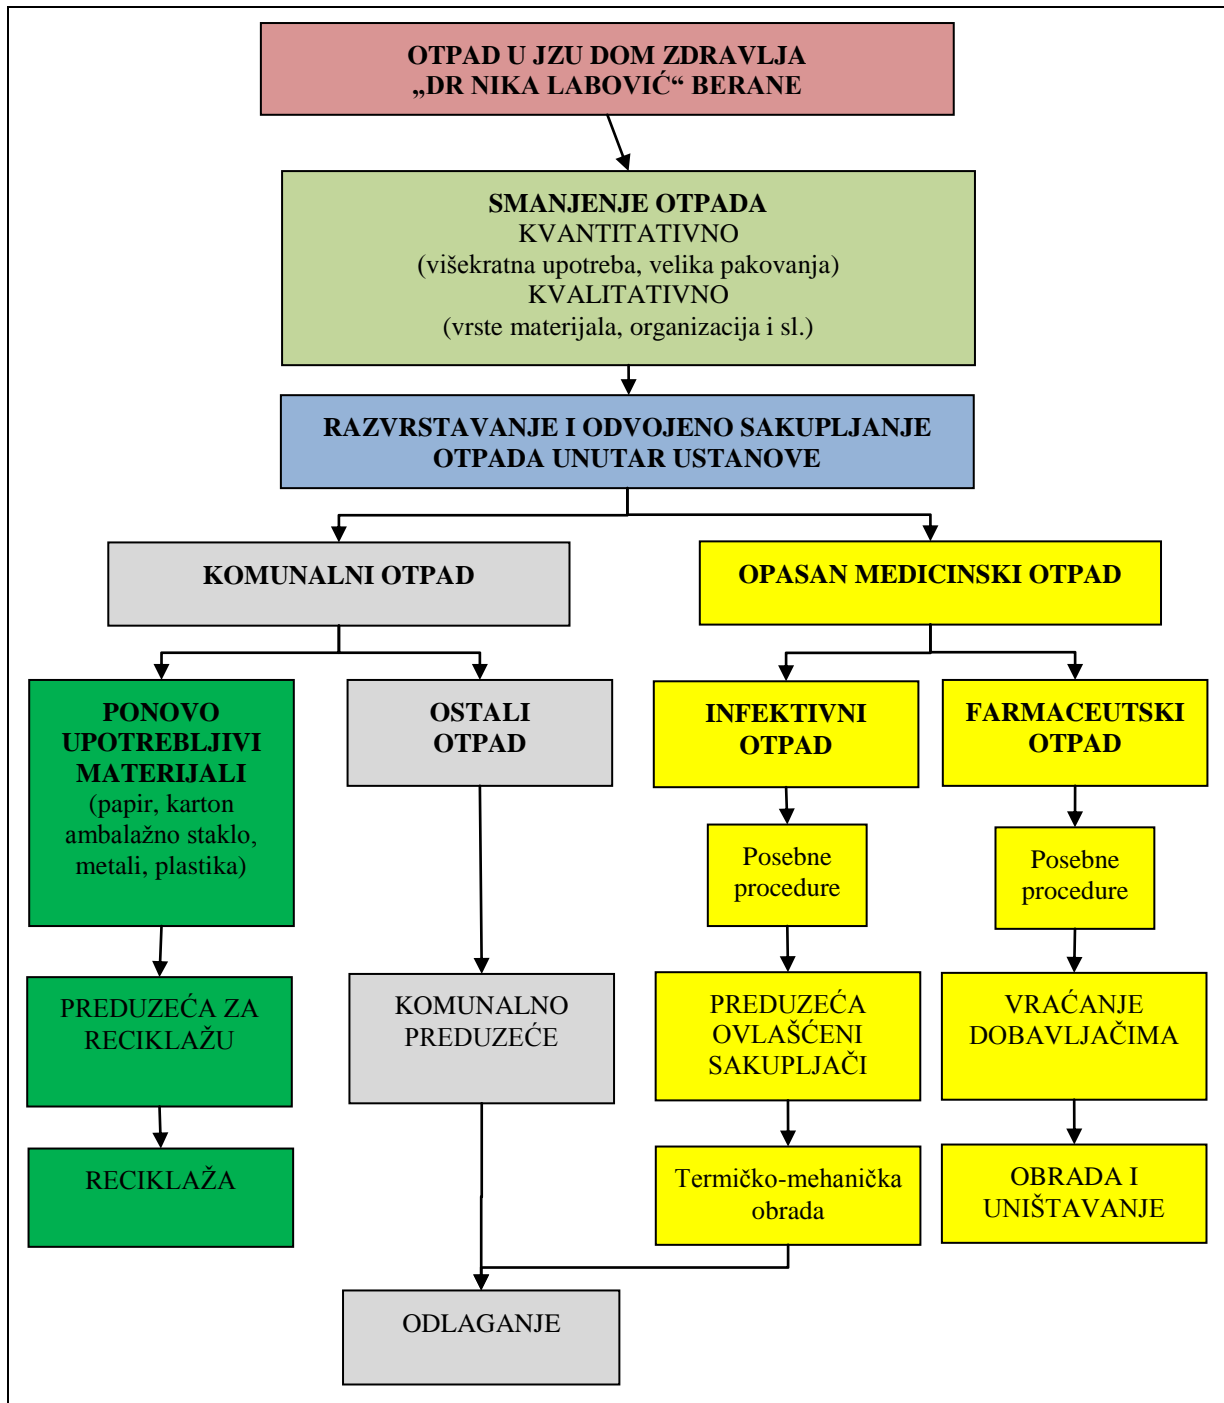 OTPAD U JZU DOM ZDRAVLJA
„DR NIKA LABOVIĆ“ BERANE
SMANJENJE OTPADA
KVANTITATIVNO
(višekratna upotreba, velika pakovanja)
KVALITATIVNO
(vrste materijala, organizacija i sl.)
RAZVRSTAVANJE I ODVOJENO SAKUPLJANJE
OTPADA UNUTAR USTANOVE
KOMUNALNI OTPAD
OPASAN MEDICINSKI OTPAD
PONOVO
UPOTREBLJIVI
MATERIJALI
(papir, karton
ambalažno staklo,
metali, plastika)
OSTALI
OTPAD
INFEKTIVNI
OTPAD
FARMACEUTSKI
OTPAD
Posebne
procedure
Posebne
procedure
PREDUZEĆA ZA
RECIKLAŽU
KOMUNALNO
PREDUZEĆE
PREDUZEĆA
OVLAŠĆENI
SAKUPLJAČI
VRAĆANJE
DOBAVLJAČIMA
RECIKLAŽA
Termičko-mehanička
obrada
OBRADA I
UNIŠTAVANJE
ODLAGANJE